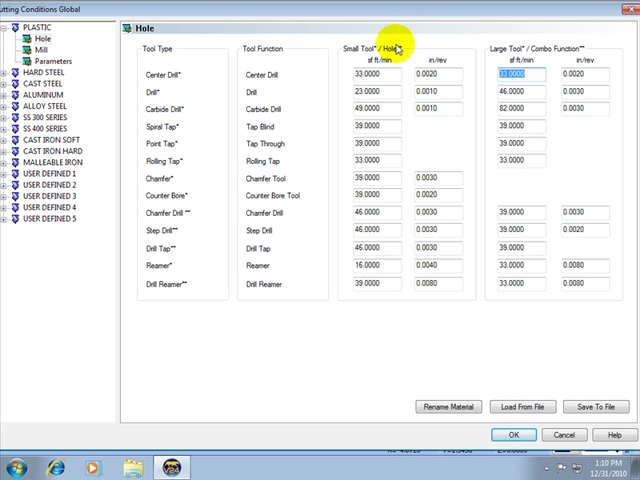 utting Conditions Global
PLASTIC
Hole
Mill
Parameters
HARD STEEL
CAST STEEL
ALUMINUM
ALLOY STEEL
SS 300 SERIES
SS 400 SERIES
CAST IRON SOFT
CAST IRON HARD
MALLEABLE IRON
USER DEFINED 1
USER DEFINED 2
USER DEFINED 3
USER DEFINED 4
USER DEFINED 5
Hole
Tool Type Tool Function Small Tool* / Hole** Large Tool* / Combo Function**
sf ft/min in/rev sf ft/min in/rev
Center Drill* Center Drill 33.0000 0.0020 33.0000 0.0020
Drill* Drill 23.0000 0.0010 46.0000 0.0030
Carbide Drill* Carbide Drill 49.0000 0.0010 82.0000 0.0030
Spiral Tap* Tap Blind 39.0000 39.0000
Point Tap* Tap Through 39.0000 39.0000
Rolling Tap* Rolling Tap 33.0000 33.0000
Chamfer* Chamfer Tool 39.0000 0.0030
Counter Bore* Counter Bore Tool 39.0000 0.0020
Chamfer Drill ** Chamfer Drill 46.0000 0.0030 39.0000 0.0030
Step Drill** Step Drill 46.0000 0.0030 39.0000 0.0020
Drill Tap** Drill Tap 46.0000 0.0030 39.0000
Reamer* Reamer 16.0000 0.0040 33.0000 0.0080
Drill Reamer** Drill Reamer 39.0000 0.0080 33.0000 0.0080
Rename Material Load From File Save To File
OK Cancel Help
V24
1:10 PM
12/31/2010